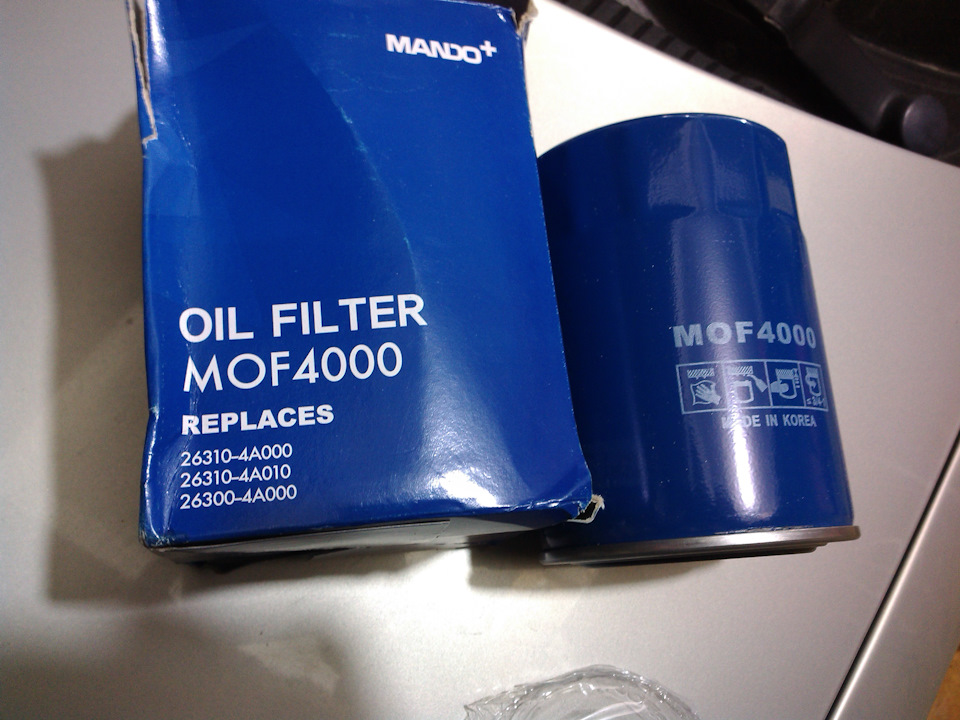 MANDO+
OIL FILTER
MOF4000
REPLACES
26310-4A000
26310-4A010
26300-4A000
MOF4000
MADE IN KOREA